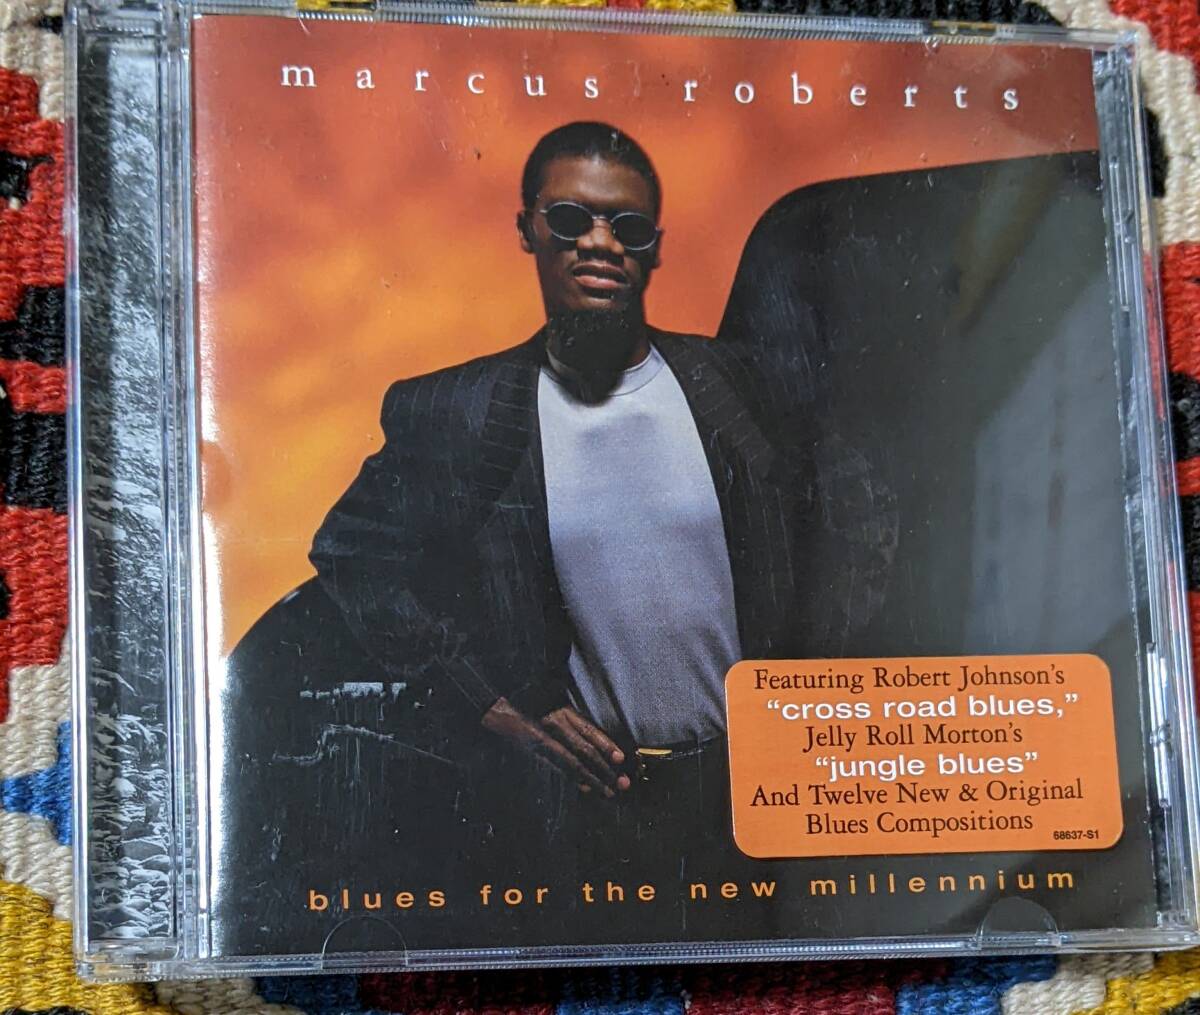 marcus roberts
Featuring Robert Johnson's
"cross road blues,"
Jelly Roll Morton's
"jungle blues"
And Twelve New & Original
Blues Compositions
68637-S1
blues for the new millennium